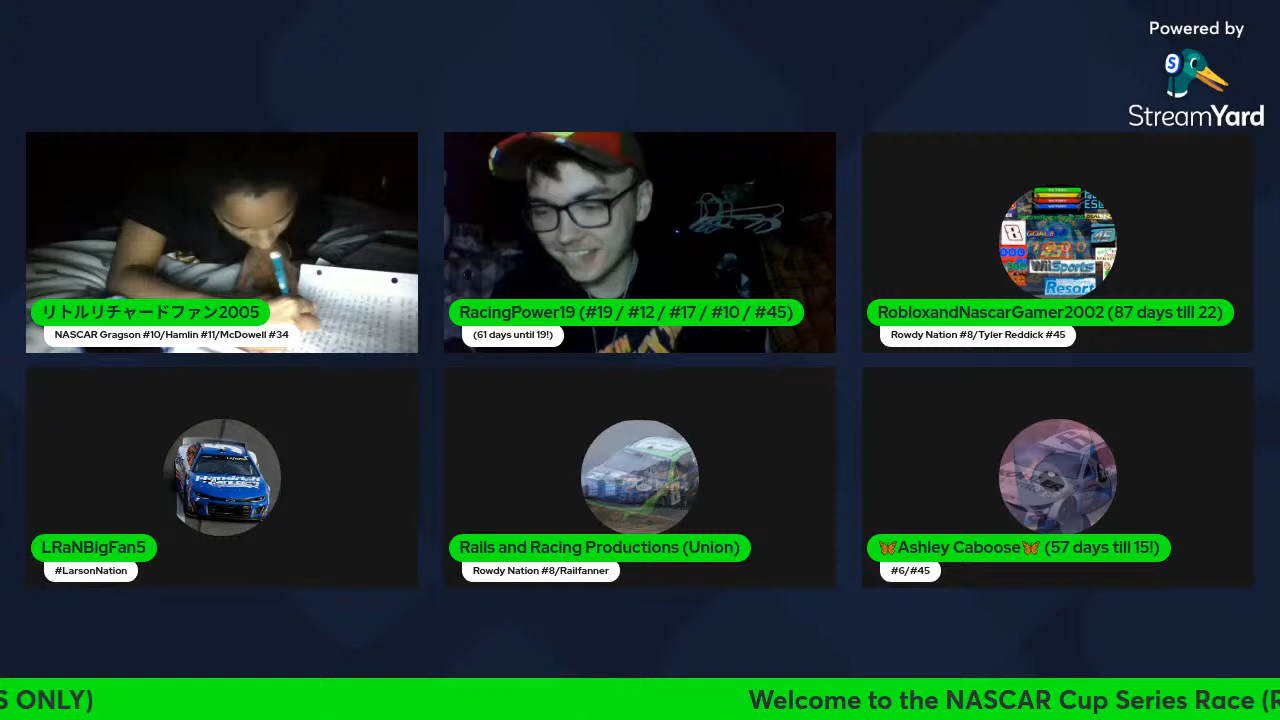 Powered by
StreamYard
リトルリチャードファン2005
NASCAR Gragson #10/Hamlin #11/McDowell #34
RacingPower19 (#19 / #12 / #17 / #10 / #45)
(61 days until 19!)
RobloxandNascarGamer2002 (87 days till 22)
Rowdy Nation #8/Tyler Reddick #45
LRaNBigFan5
#LarsonNation
Rails and Racing Productions (Union)
Rowdy Nation #8/Railfanner
🦋Ashley Caboose🦋 (57 days till 15!)
#6/#45
S ONLY)
Welcome to the NASCAR Cup Series Race (R